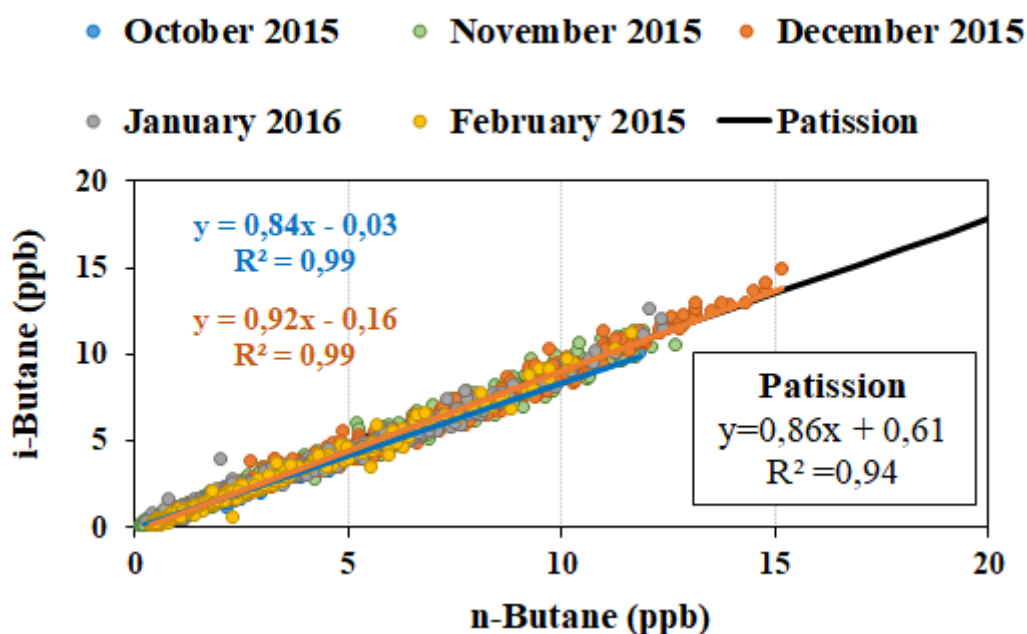 October 2015 November 2015 December 2015
January 2016 February 2015 Patission
20
15
10
5
0
i-Butane (ppb)
y = 0,84x - 0,03
R² = 0,99
y = 0,92x - 0,16
R² = 0,99
Patission
y=0,86x + 0,61
R² =0,94
0 5 10 15 20
n-Butane (ppb)